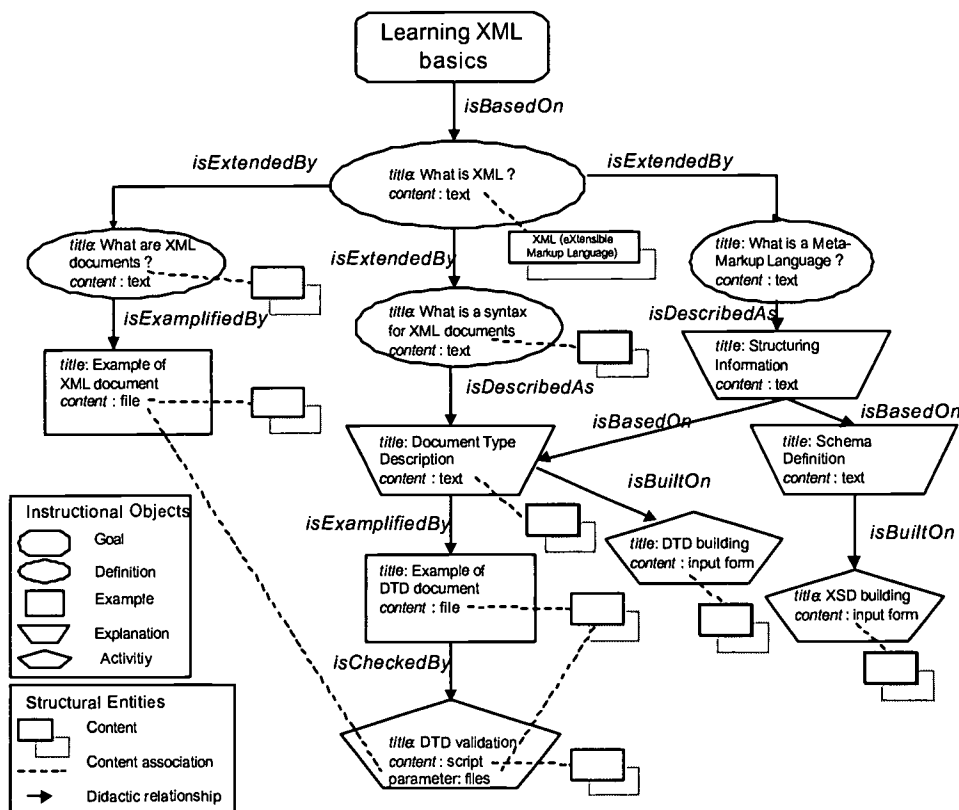 Learning XML
basics
isBasedOn
isExtendedBy
isExtendedBy
title: What is XML ?
content : text
XML (eXtensible
Markup Language)
title: What are XML
documents ?
content : text
isExtendedBy
title: What is a Meta-
Markup Language ?
content : text
isExamplifiedBy
title: What is a syntax
for XML documents
content : text
isDescribedAs
title: Example of
XML document
content : file
isDescribedAs
title: Structuring
Information
content : text
isBasedOn
isBasedOn
title: Document Type
Description
content : text
title: Schema
Definition
content : text
isBuiltOn
isExamplifiedBy
isBuiltOn
title: DTD building
content : input form
title: Example of
DTD document
content : file
title: XSD building
content : input form
isCheckedBy
title: DTD validation
content : script
parameter: files
Instructional Objects
Goal
Definition
Example
Explanation
Activitiy
Structural Entities
Content
Content association
Didactic relationship